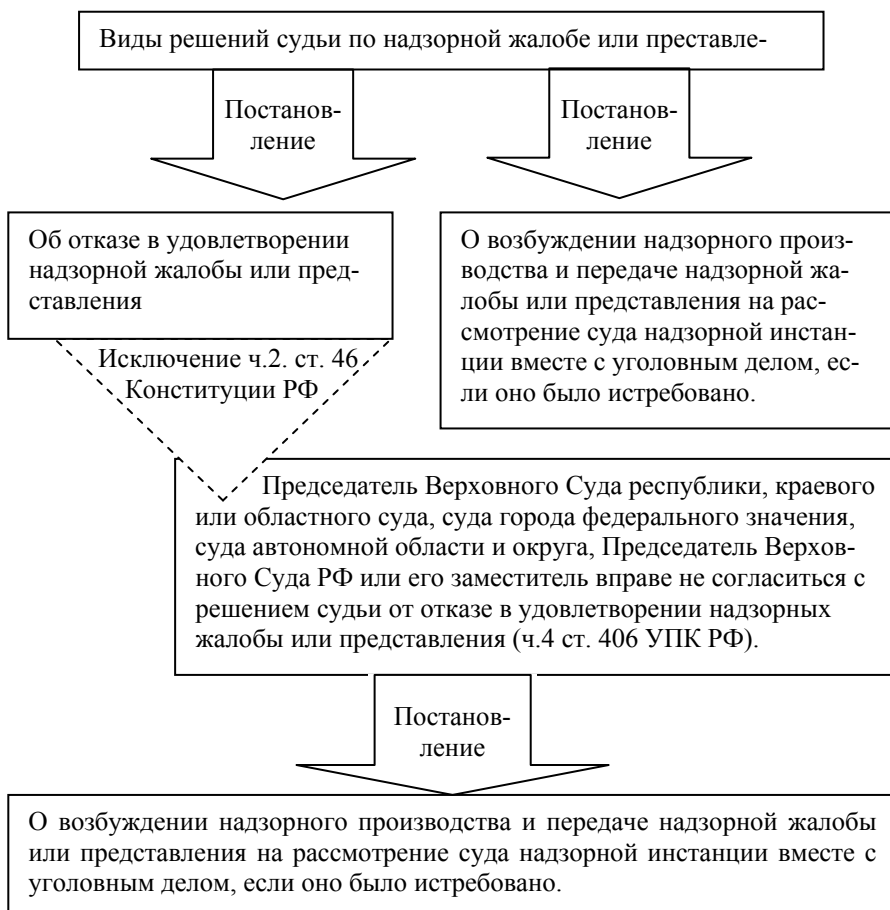 Виды решений судьи по надзорной жалобе или преставле-
Постанов-
ление
Постанов-
ление
Об отказе в удовлетворении
надзорной жалобы или пред-
ставления
О возбуждении надзорного произ-
водства и передаче надзорной жа-
лобы или представления на рас-
смотрение суда надзорной инстан-
ции вместе с уголовным делом, ес-
ли оно было истребовано.
Исключение ч.2. ст. 46
Конституции РФ
Председатель Верховного Суда республики, краевого
или областного суда, суда города федерального значения,
суда автономной области и округа, Председатель Верхов-
ного Суда РФ или его заместитель вправе не согласиться с
решением судьи от отказе в удовлетворении надзорных
жалобы или представления (ч.4 ст. 406 УПК РФ).
Постанов-
ление
О возбуждении надзорного производства и передаче надзорной жалобы
или представления на рассмотрение суда надзорной инстанции вместе с
уголовным делом, если оно было истребовано.